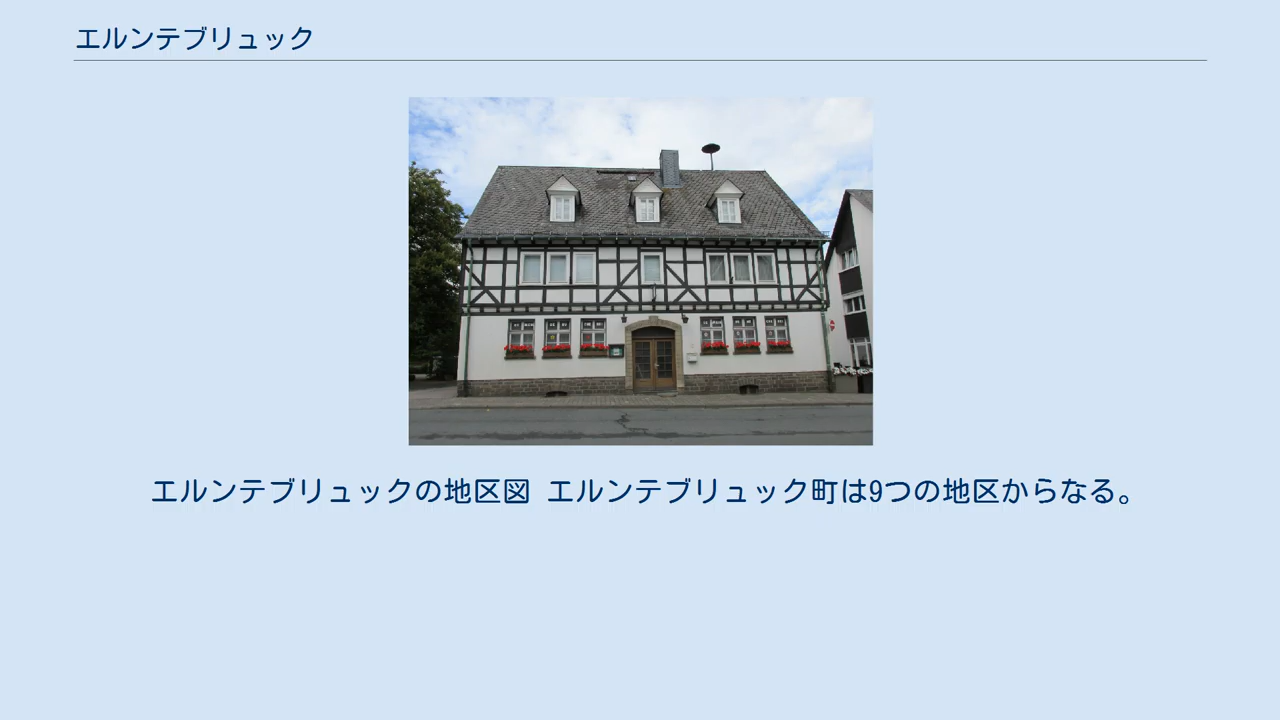 エルンテブリュック
エルンテブリュックの地区図 エルンテブリュック町は9つの地区からなる。